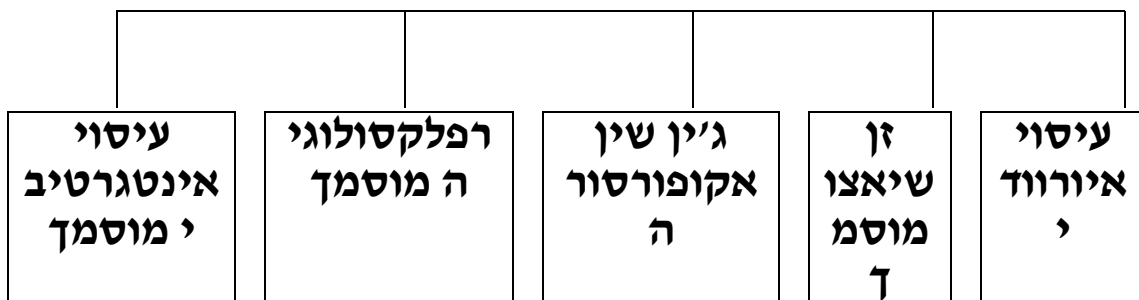 עיסוי
איורווד
י
זן
שיאצו
מוסמ
ך
ג'ין שין
אקופורסור
ה
רפלקסולוגי
ה מוסמך
עיסוי
אינטגרטיב
י מוסמך